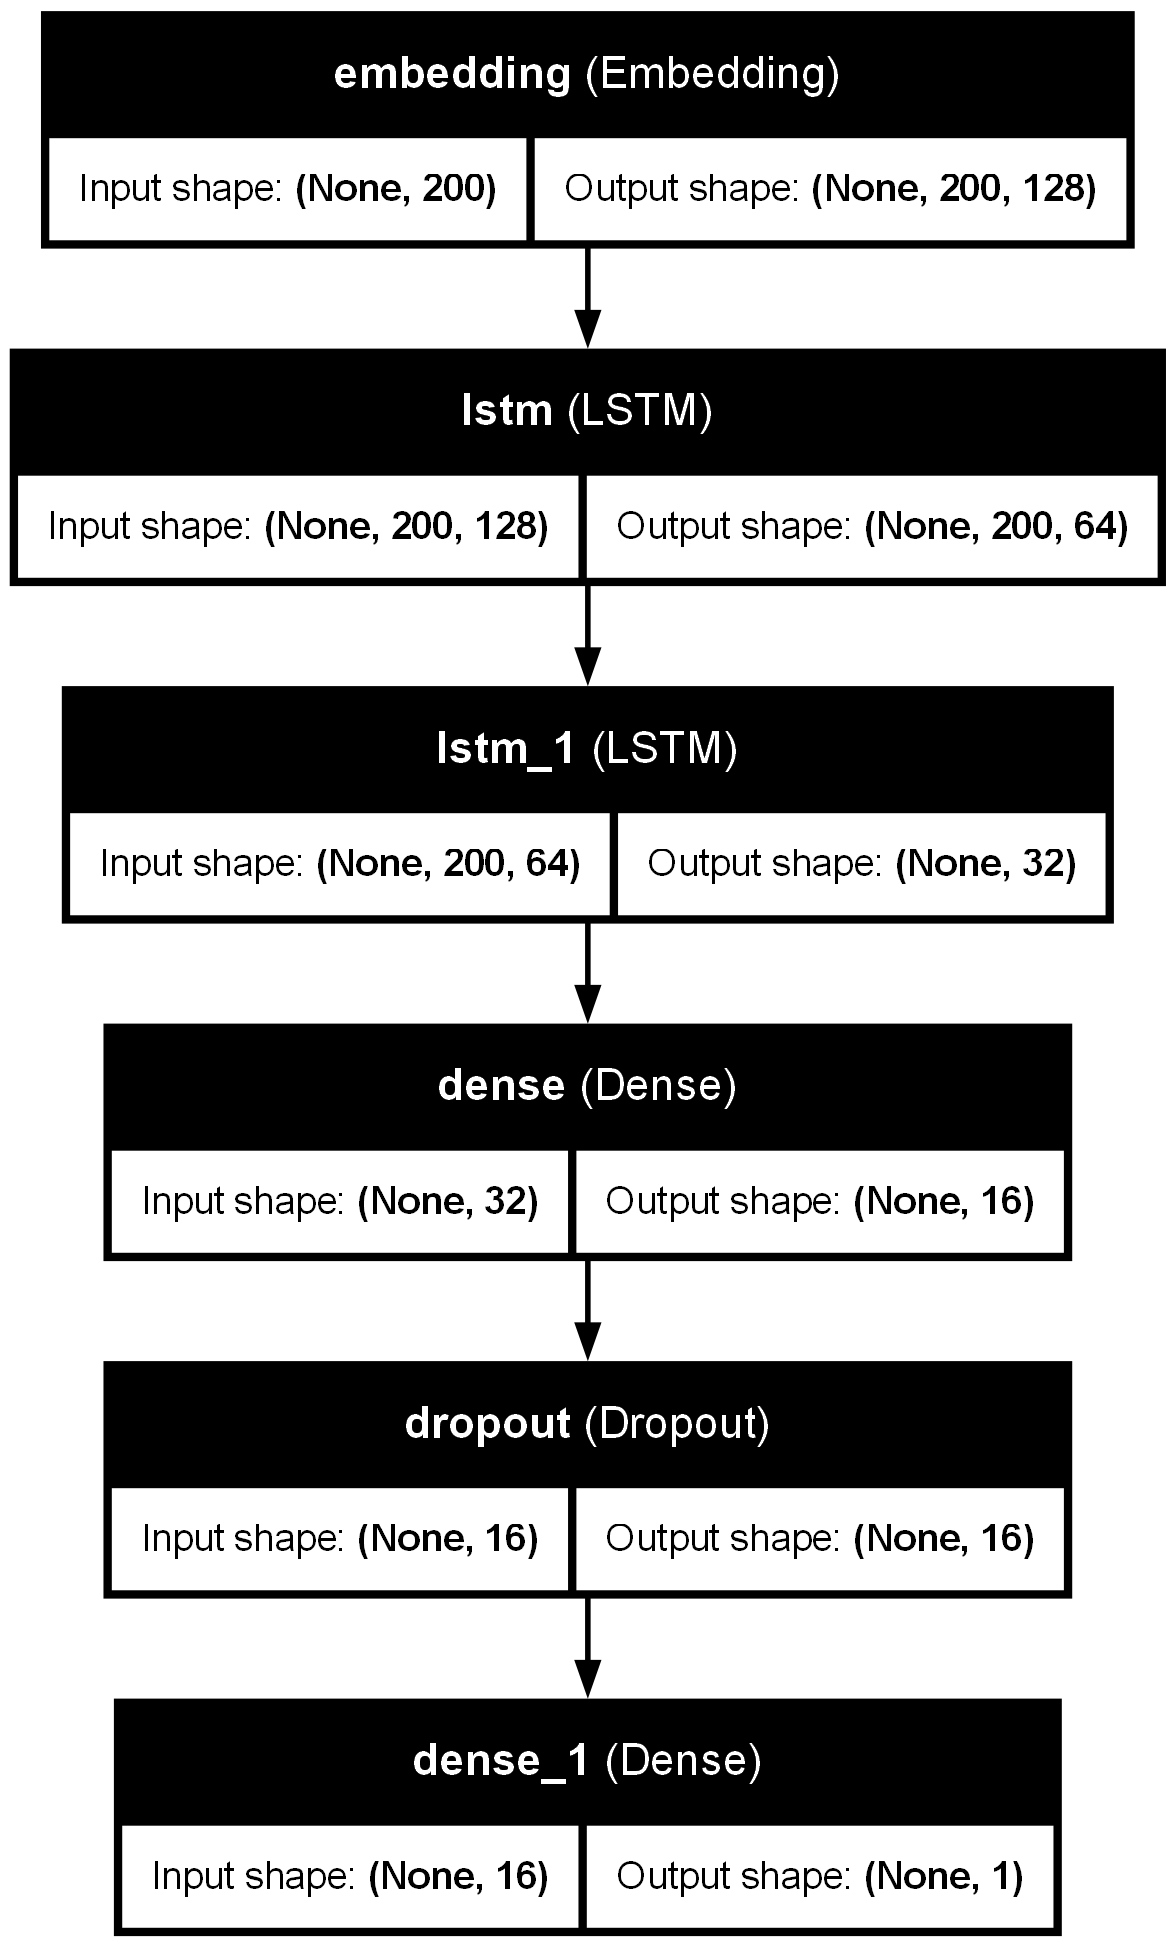 embedding (Embedding)
Input shape: (None, 200) Output shape: (None, 200, 128)
lstm (LSTM)
Input shape: (None, 200, 128) Output shape: (None, 200, 64)
lstm_1 (LSTM)
Input shape: (None, 200, 64) Output shape: (None, 32)
dense (Dense)
Input shape: (None, 32) Output shape: (None, 16)
dropout (Dropout)
Input shape: (None, 16) Output shape: (None, 16)
dense_1 (Dense)
Input shape: (None, 16) Output shape: (None, 1)